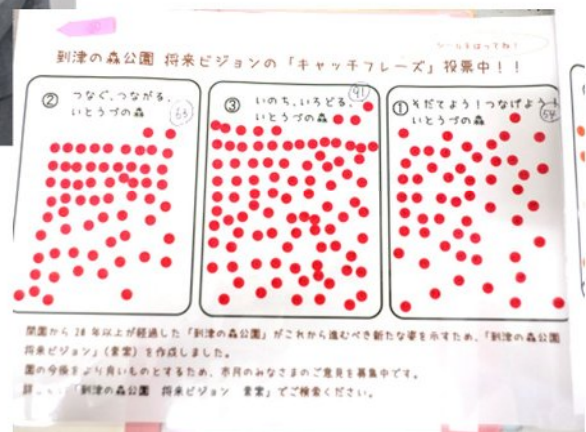 シールをはってね!
到津の森公園 将来ビジョンの「キャッチフレーズ」投票中!!
② つなぐ、つながる、
いとうづの森
③ いのち、いろどる、
いとうづの森
91
① そだてよう!つなげよう!
いとうづの森
54
開園から 20 年以上が経過した「到津の森公園」がこれから進むべき新たな姿を示すため、「到津の森公園
将来ビジョン」(素案)を作成しました。
園の今後をより良いものとするため、市民のみなさまのご意見を募集中です。
「到津の森公園 将来ビジョン 素案」でご検索ください。